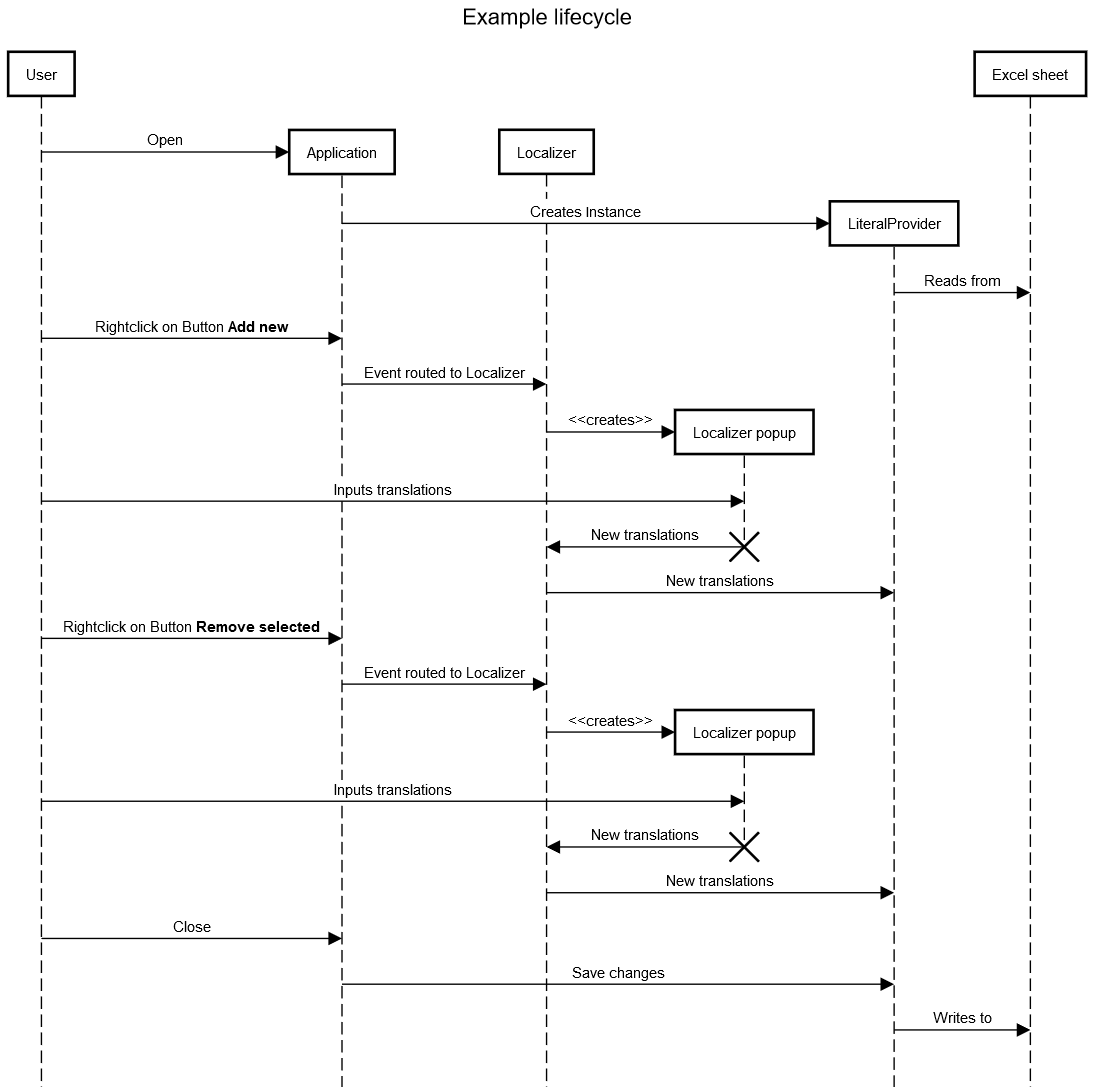 Example lifecycle
User
Excel sheet
Open
Application
Localizer
Creates Instance
LiteralProvider
Reads from
Rightclick on Button Add new
Event routed to Localizer
<<creates>>
Localizer popup
Inputs translations
New translations
New translations
Rightclick on Button Remove selected
Event routed to Localizer
<<creates>>
Localizer popup
Inputs translations
New translations
New translations
Close
Save changes
Writes to